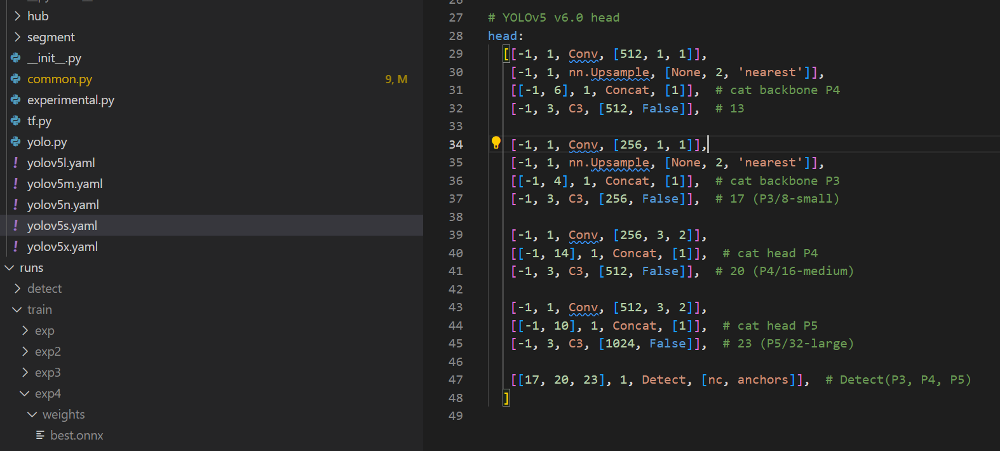 hub
segment
__init__.py
common.py 9, M
experimental.py
tf.py
yolo.py
! yolov5l.yaml
! yolov5m.yaml
! yolov5n.yaml
! yolov5s.yaml
! yolov5x.yaml
runs
detect
train
exp
exp2
exp3
exp4
weights
best.onnx
26
27 # YOLOv5 v6.0 head
28 head:
29 [[-1, 1, Conv, [512, 1, 1]],
30 [-1, 1, nn.Upsample, [None, 2, 'nearest']],
31 [[-1, 6], 1, Concat, [1]], # cat backbone P4
32 [-1, 3, C3, [512, False]], # 13
33
34 [-1, 1, Conv, [256, 1, 1]],
35 [-1, 1, nn.Upsample, [None, 2, 'nearest']],
36 [[-1, 4], 1, Concat, [1]], # cat backbone P3
37 [-1, 3, C3, [256, False]], # 17 (P3/8-small)
38
39 [-1, 1, Conv, [256, 3, 2]],
40 [[-1, 14], 1, Concat, [1]], # cat head P4
41 [-1, 3, C3, [512, False]], # 20 (P4/16-medium)
42
43 [-1, 1, Conv, [512, 3, 2]],
44 [[-1, 10], 1, Concat, [1]], # cat head P5
45 [-1, 3, C3, [1024, False]], # 23 (P5/32-large)
46
47 [[17, 20, 23], 1, Detect, [nc, anchors]], # Detect(P3, P4, P5)
48 ]
49